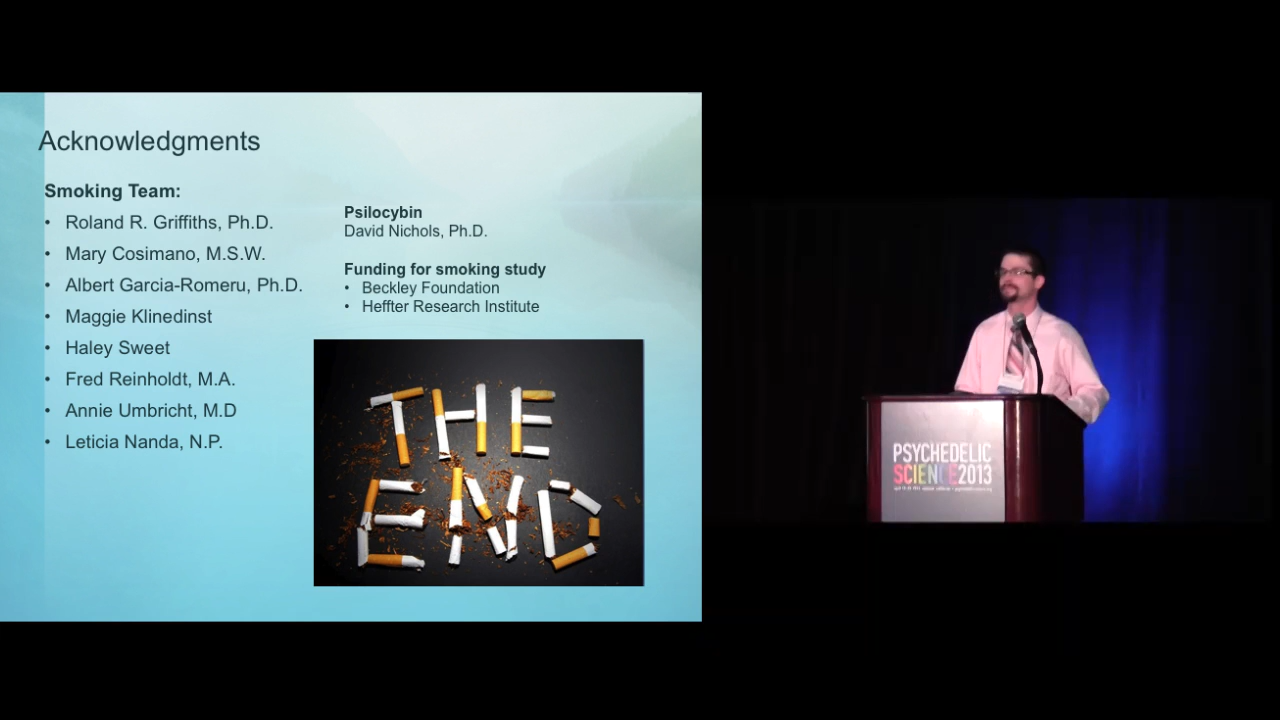 Acknowledgments
Smoking Team:
• Roland R. Griffiths, Ph.D.
• Mary Cosimano, M.S.W.
• Albert Garcia-Romeru, Ph.D.
• Maggie Klinedinst
• Haley Sweet
• Fred Reinholdt, M.A.
• Annie Umbricht, M.D
• Leticia Nanda, N.P.
Psilocybin
David Nichols, Ph.D.
Funding for smoking study
• Beckley Foundation
• Heffter Research Institute
THE
END
PSYCHEDELIC
SCIENCE2013